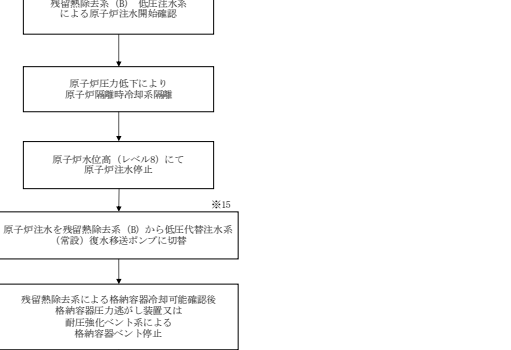 残留熱除去系（B） 低圧注水系
による原子炉注水開始確認
原子炉圧力低下により
原子炉隔離時冷却系隔離
原子炉水位高（レベル8）にて
原子炉注水停止
※15
原子炉注水を残留熱除去系（B）から低圧代替注水系
（常設）復水移送ポンプに切替
残留熱除去系による格納容器冷却可能確認後
格納容器圧力逃がし装置又は
耐圧強化ベント系による
格納容器ベント停止